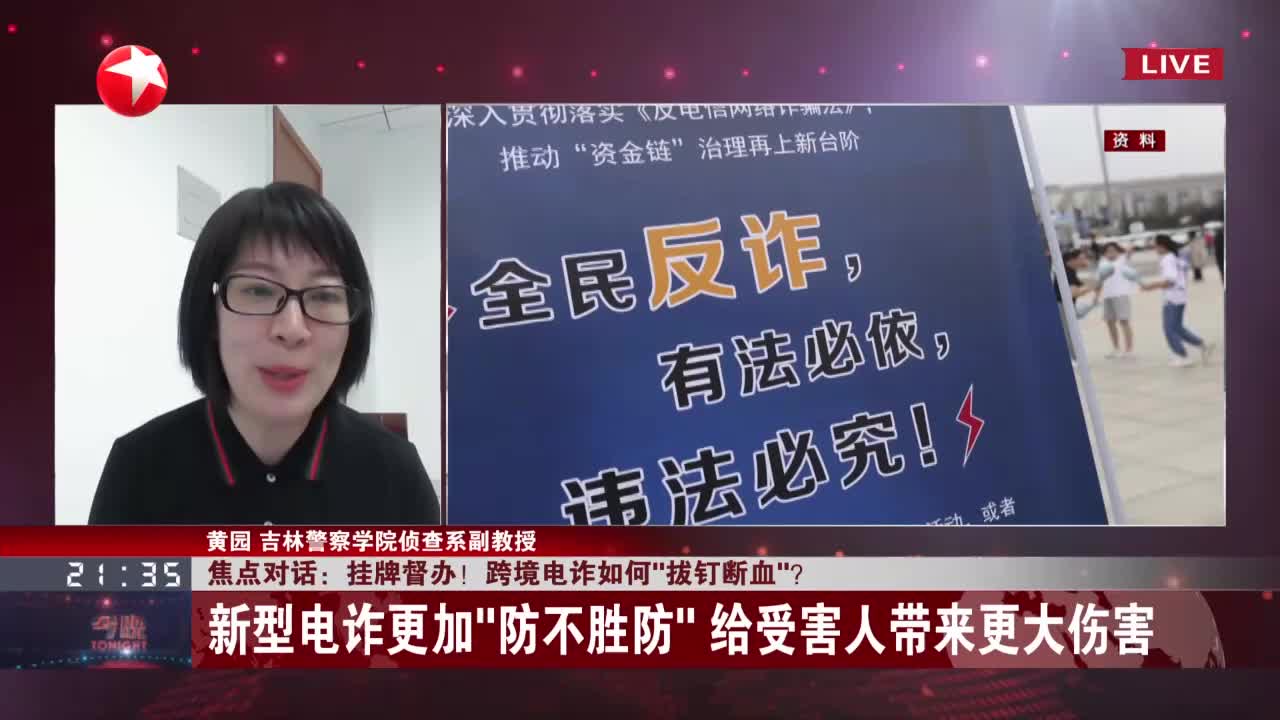 LIVE
资料
深入贯彻落实《反电信网络诈骗法》,
推动“资金链”治理再上新台阶
全民反诈,
有法必依,
违法必究!
活动、或者
黄园 吉林警察学院侦查系副教授
21:35
焦点对话:挂牌督办!跨境电诈如何"拔钉断血"?
TONIGHT
新型电诈更加"防不胜防" 给受害人带来更大伤害